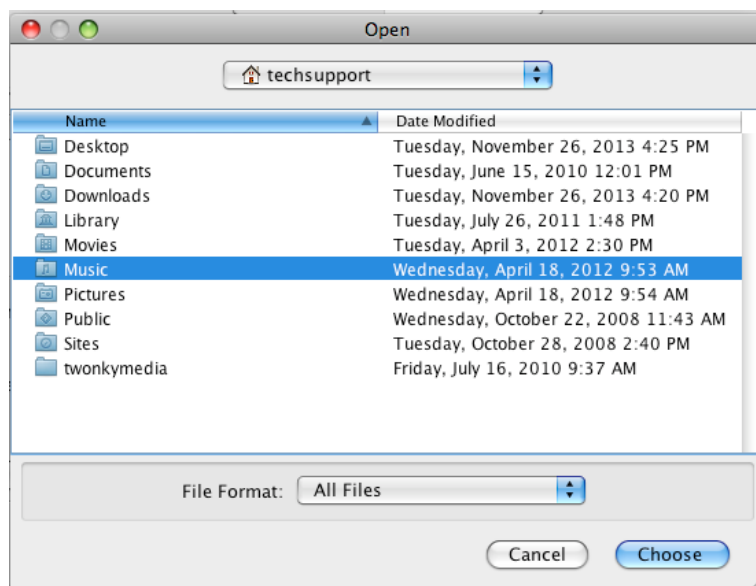 Open
techsupport
Name Date Modified
Desktop Tuesday, November 26, 2013 4:25 PM
Documents Tuesday, June 15, 2010 12:01 PM
Downloads Tuesday, November 26, 2013 4:20 PM
Library Tuesday, July 26, 2011 1:48 PM
Movies Tuesday, April 3, 2012 2:30 PM
Music Wednesday, April 18, 2012 9:53 AM
Pictures Wednesday, April 18, 2012 9:54 AM
Public Wednesday, October 22, 2008 11:43 AM
Sites Tuesday, October 28, 2008 2:40 PM
twonkymedia Friday, July 16, 2010 9:37 AM
File Format: All Files
Cancel Choose